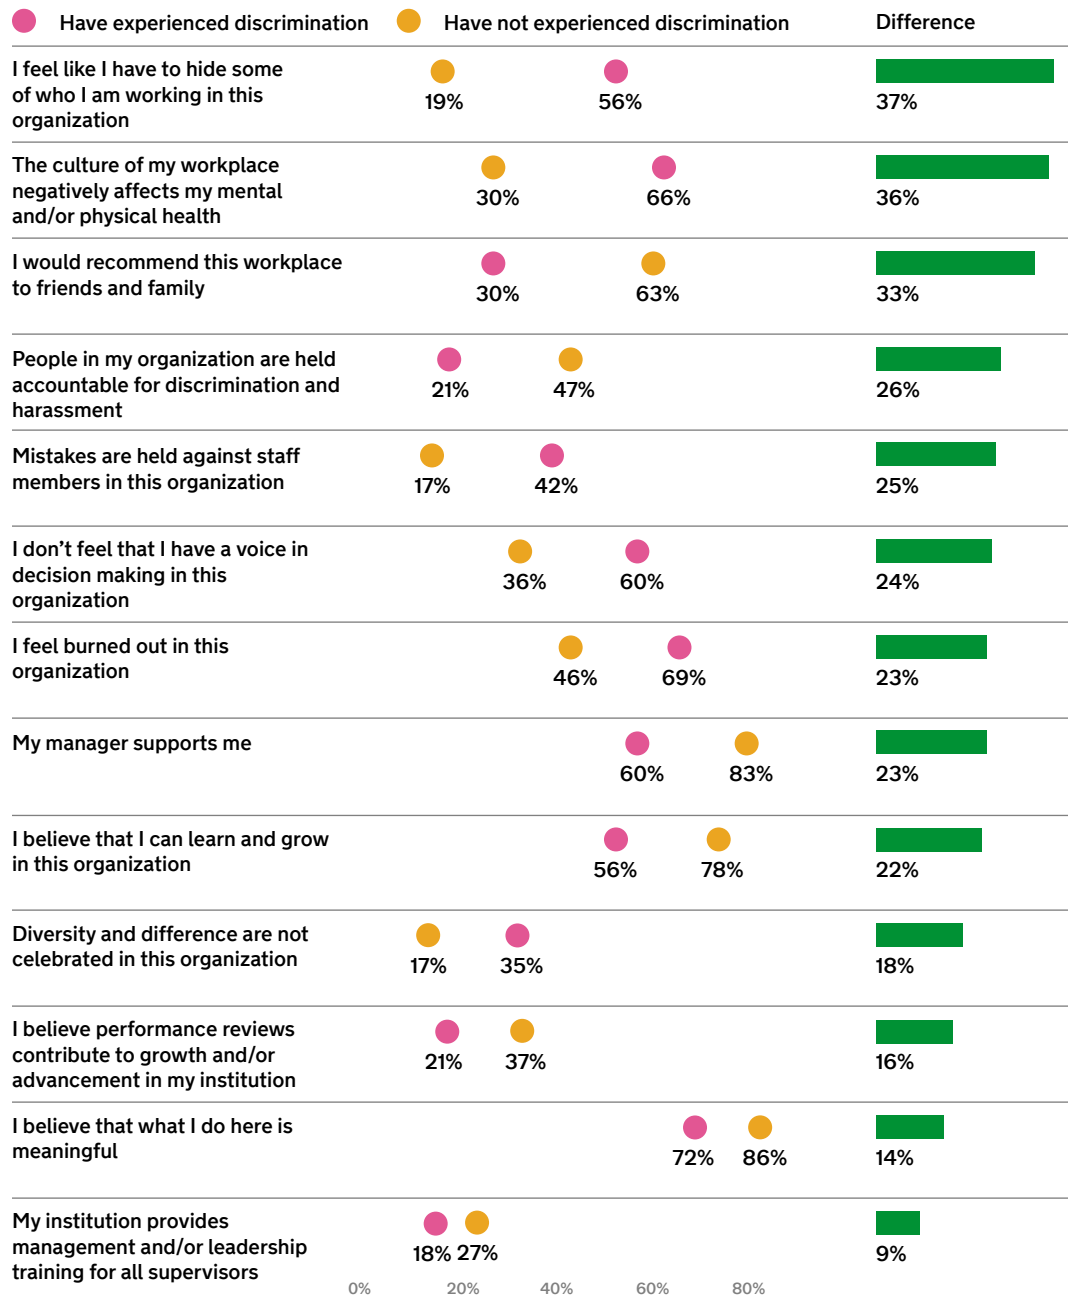 Have experienced discrimination Have not experienced discrimination Difference
I feel like I have to hide some
of who I am working in this
organization
19% 56% 37%
The culture of my workplace
negatively affects my mental
and/or physical health
30% 66% 36%
I would recommend this workplace
to friends and family
30% 63% 33%
People in my organization are held
accountable for discrimination and
harassment
21% 47% 26%
Mistakes are held against staff
members in this organization
17% 42% 25%
I don’t feel that I have a voice in
decision making in this
organization
36% 60% 24%
I feel burned out in this
organization
46% 69% 23%
My manager supports me
60% 83% 23%
I believe that I can learn and grow
in this organization
56% 78% 22%
Diversity and difference are not
celebrated in this organization
17% 35% 18%
I believe performance reviews
contribute to growth and/or
advancement in my institution
21% 37% 16%
I believe that what I do here is
meaningful
72% 86% 14%
My institution provides
management and/or leadership
training for all supervisors
18% 27% 9%
0% 20% 40% 60% 80%